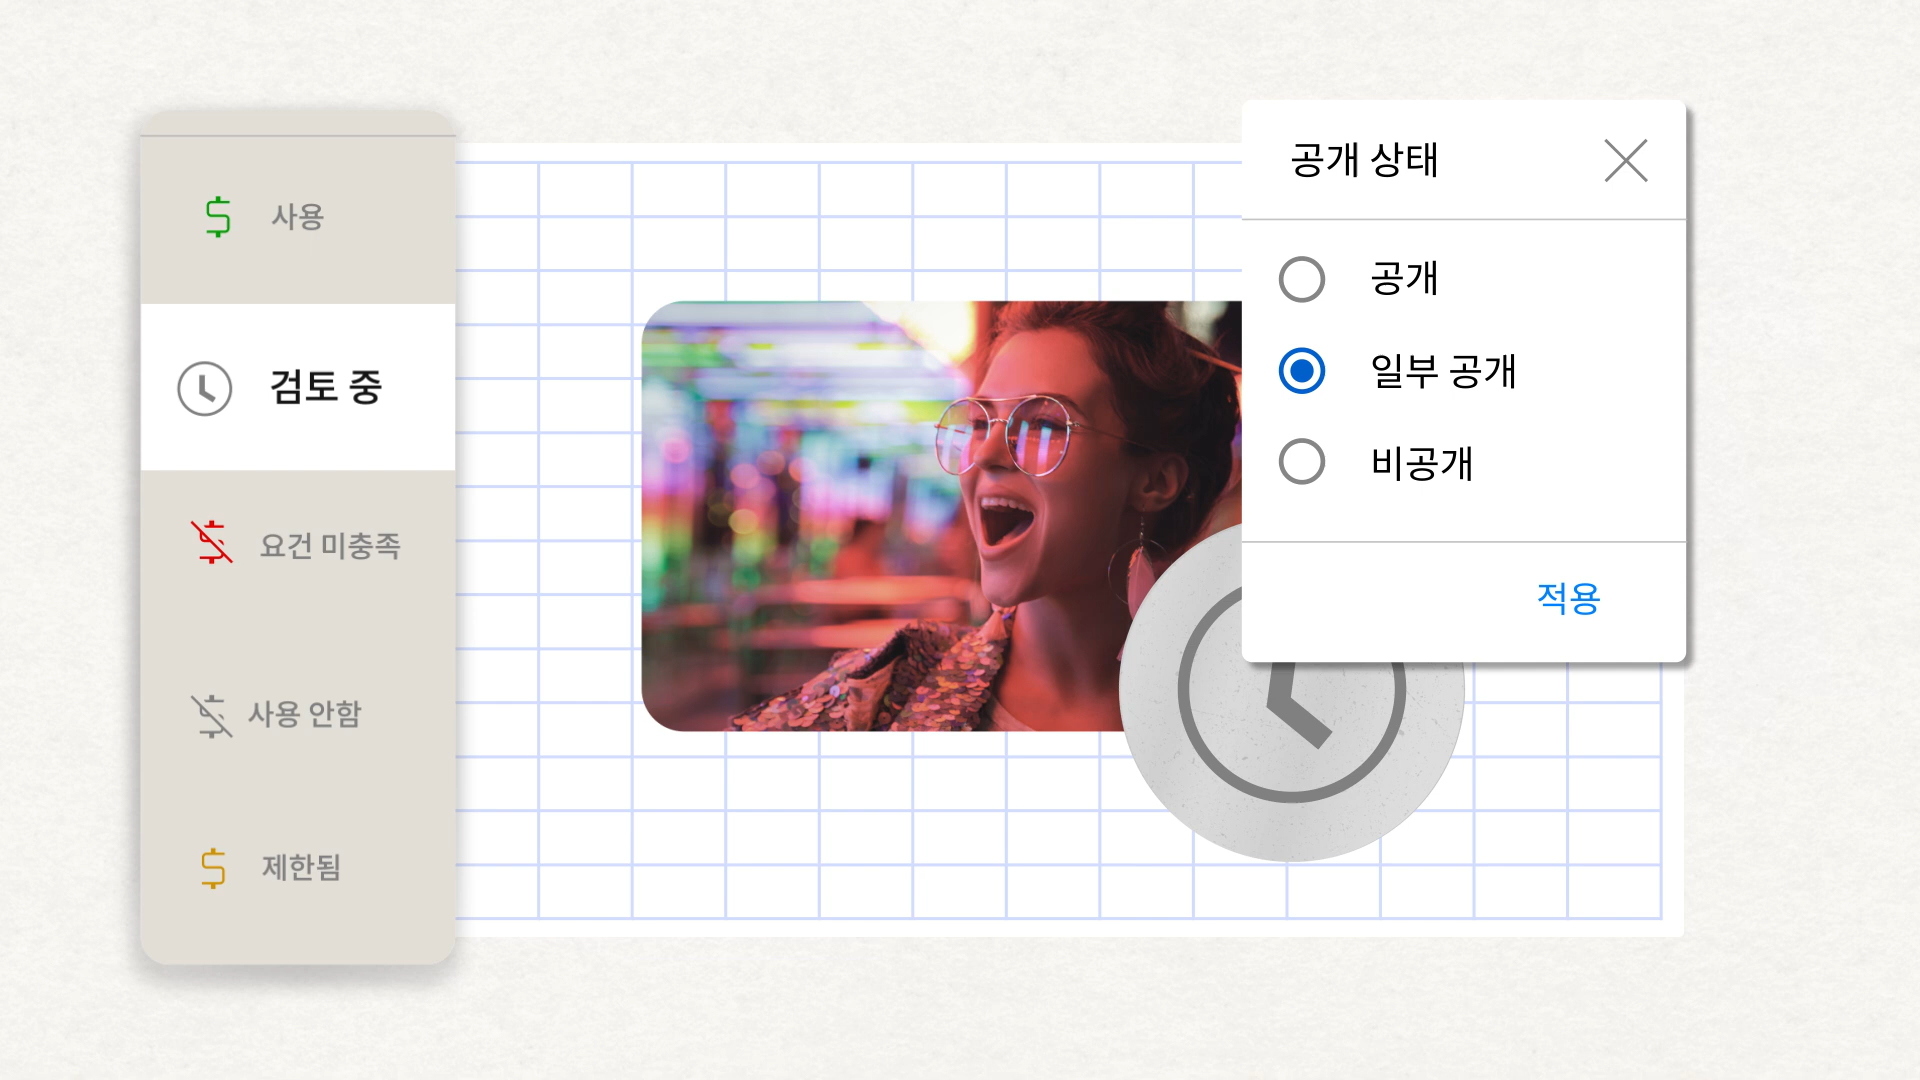 사용
검토 중
요건 미충족
사용 안함
제한됨
공개 상태
공개
일부 공개
비공개
적용